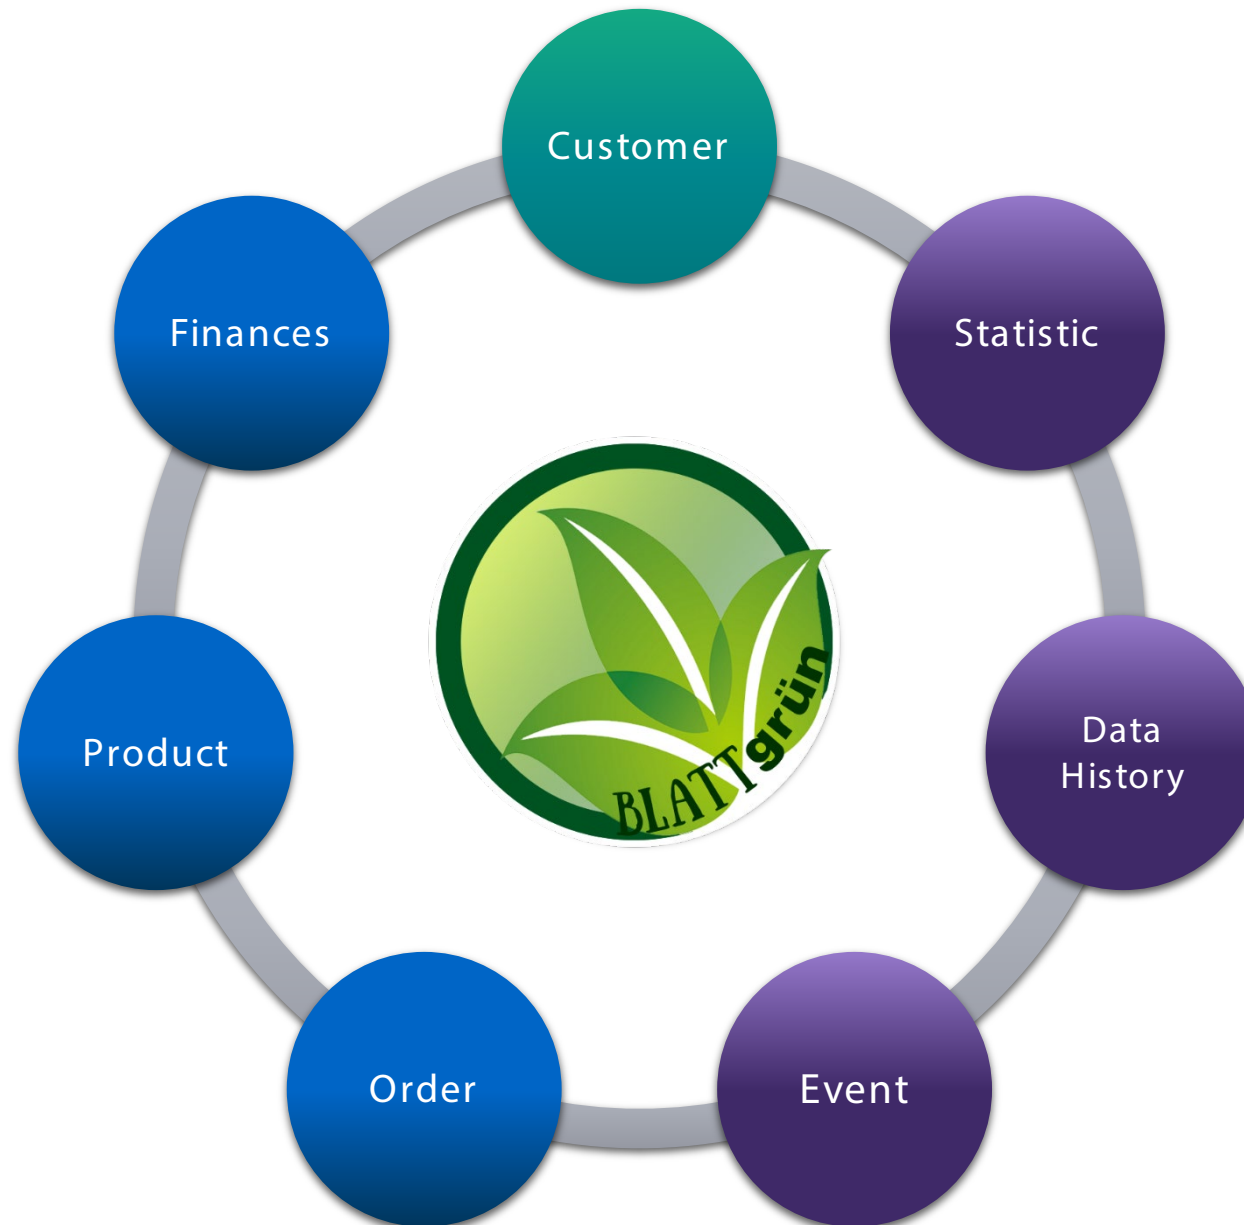 Customer
Finances
Statistic
BLATTgrün
Product
Data
History
Order
Event